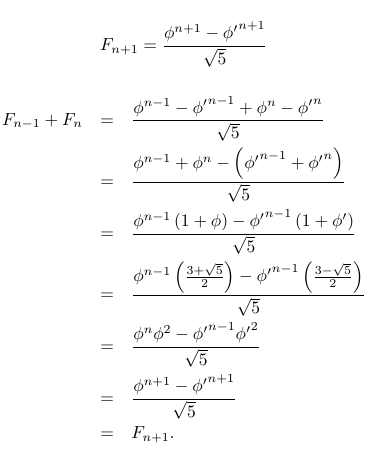 F_{n+1} = \frac{\phi^{n+1} - \phi'^{n+1}}{\sqrt{5}}
F_{n-1} + F_n = \frac{\phi^{n-1} - \phi'^{n-1} + \phi^n - \phi'^n}{\sqrt{5}}
= \frac{\phi^{n-1} + \phi^n - \left(\phi'^{n-1} + \phi'^n\right)}{\sqrt{5}}
= \frac{\phi^{n-1}\left(1 + \phi\right) - \phi'^{n-1}\left(1 + \phi'\right)}{\sqrt{5}}
= \frac{\phi^{n-1}\left(\frac{3+\sqrt{5}}{2}\right) - \phi'^{n-1}\left(\frac{3-\sqrt{5}}{2}\right)}{\sqrt{5}}
= \frac{\phi^n\phi^2 - \phi'^{n-1}\phi'^2}{\sqrt{5}}
= \frac{\phi^{n+1} - \phi'^{n+1}}{\sqrt{5}}
= F_{n+1}.